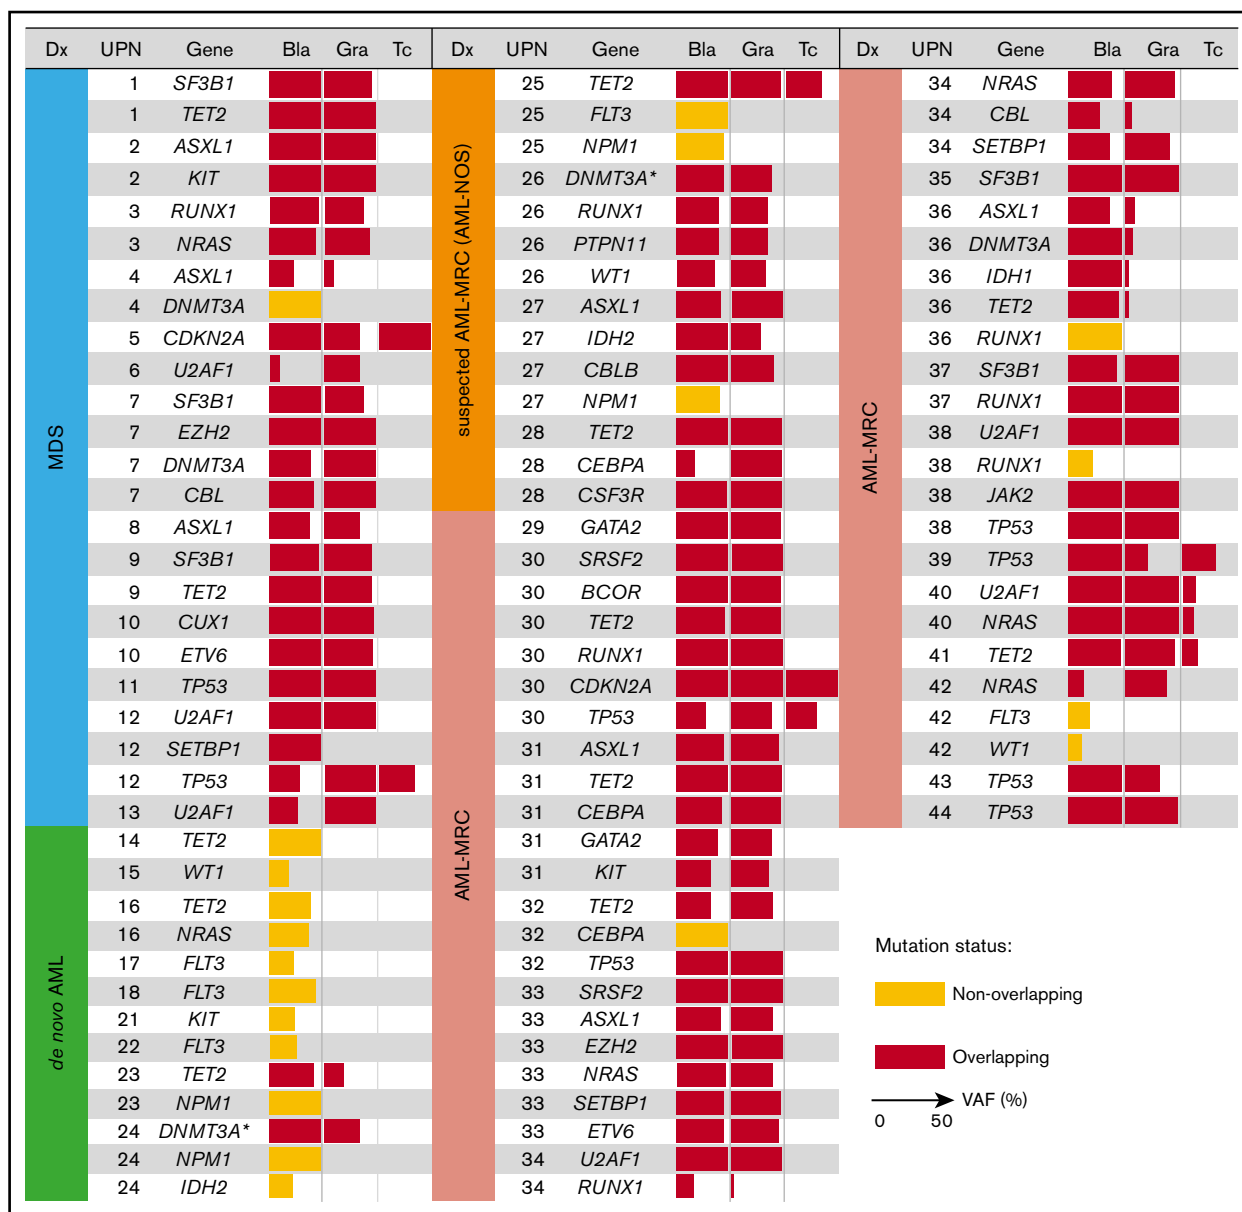 Dx UPN Gene Bla Gra Tc Dx UPN Gene Bla Gra Tc Dx UPN Gene Bla Gra Tc
MDS
1 SF3B1
1 TET2
2 ASXL1
2 KIT
3 RUNX1
3 NRAS
4 ASXL1
4 DNMT3A
5 CDKN2A
6 U2AF1
7 SF3B1
7 EZH2
7 DNMT3A
7 CBL
8 ASXL1
9 SF3B1
9 TET2
10 CUX1
10 ETV6
11 TP53
12 U2AF1
12 SETBP1
12 TP53
13 U2AF1
de novo AML
14 TET2
15 WT1
16 TET2
16 NRAS
17 FLT3
18 FLT3
21 KIT
22 FLT3
23 TET2
23 NPM1
24 DNMT3A*
24 NPM1
24 IDH2
suspected AML-MRC (AML-NOS)
25 TET2
25 FLT3
25 NPM1
26 DNMT3A*
26 RUNX1
26 PTPN11
26 WT1
27 ASXL1
27 IDH2
27 CBLB
27 NPM1
28 TET2
28 CEBPA
28 CSF3R
AML-MRC
29 GATA2
30 SRSF2
30 BCOR
30 TET2
30 RUNX1
30 CDKN2A
30 TP53
31 ASXL1
31 TET2
31 CEBPA
31 GATA2
31 KIT
32 TET2
32 CEBPA
32 TP53
33 SRSF2
33 ASXL1
33 EZH2
33 NRAS
33 SETBP1
33 ETV6
34 U2AF1
34 RUNX1
AML-MRC
34 NRAS
34 CBL
34 SETBP1
35 SF3B1
36 ASXL1
36 DNMT3A
36 IDH1
36 TET2
36 RUNX1
37 SF3B1
37 RUNX1
38 U2AF1
38 RUNX1
38 JAK2
38 TP53
39 TP53
40 U2AF1
40 NRAS
41 TET2
42 NRAS
42 FLT3
42 WT1
43 TP53
44 TP53
Mutation status:
Non-overlapping
Overlapping
VAF (%)
0 50